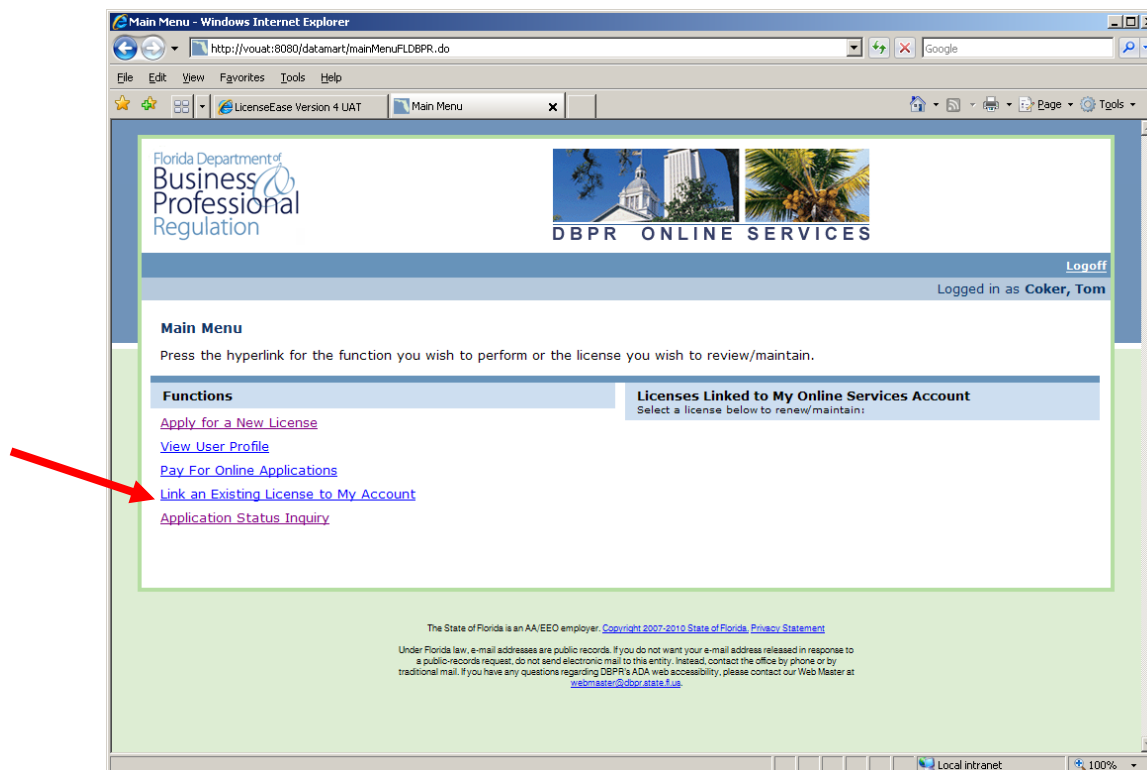 Main Menu - Windows Internet Explorer
http://vouat:8080/datamart/mainMenuFLDBPR.do
Google
File Edit View Favorites Tools Help
LicenseEase Version 4 UAT
Main Menu
Page Tools
Florida Department of
Business &
Professional
Regulation
DBPR ONLINE SERVICES
Logoff
Logged in as Coker, Tom
Main Menu
Press the hyperlink for the function you wish to perform or the license you wish to review/maintain.
Functions
Apply for a New License
View User Profile
Pay For Online Applications
Link an Existing License to My Account
Application Status Inquiry
Licenses Linked to My Online Services Account
Select a license below to renew/maintain:
The State of Florida is an AA/EEO employer. Copyright 2007-2010 State of Florida. Privacy Statement
Under Florida law, e-mail addresses are public records. If you do not want your e-mail address released in response to
a public-records request, do not send electronic mail to this entity. Instead, contact the office by phone or by
traditional mail. If you have any questions regarding DBPR's ADA web accessibility, please contact our Web Master at
webmaster@dbpr.state.fl.us.
Local intranet
100%